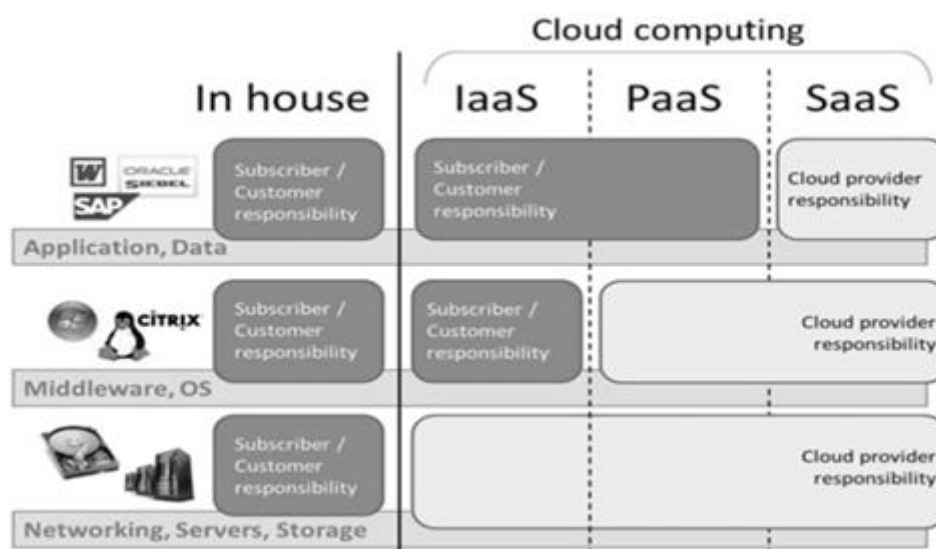 Cloud computing
In house
IaaS
PaaS
SaaS
W
ORACLE
SIEBEL
SAP
Subscriber /
Customer
responsibility
Subscriber /
Customer
responsibility
Cloud provider
responsibility
Application, Data
CİTRIX
Subscriber /
Customer
responsibility
Subscriber /
Customer
responsibility
Cloud provider
responsibility
Middleware, OS
Subscriber /
Customer
responsibility
Cloud provider
responsibility
Networking, Servers, Storage